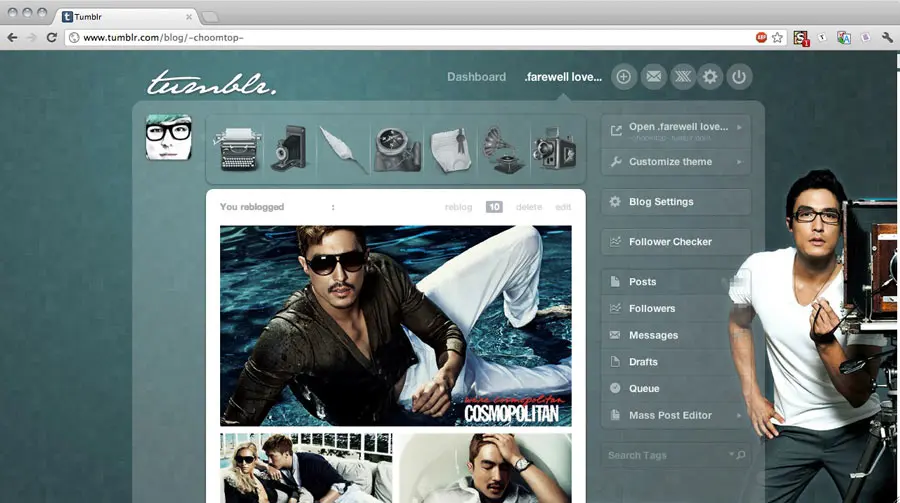 Tumblr
www.tumblr.com/blog/-choomtop-
tumblr.
Dashboard
.farewell love...
Open .farewell love...
Customize theme
You reblogged :
reblog 10 delete edit
Blog Settings
Follower Checker
Posts
Followers
Messages
Drafts
Queue
Mass Post Editor
Search Tags
COSMOPOLITAN